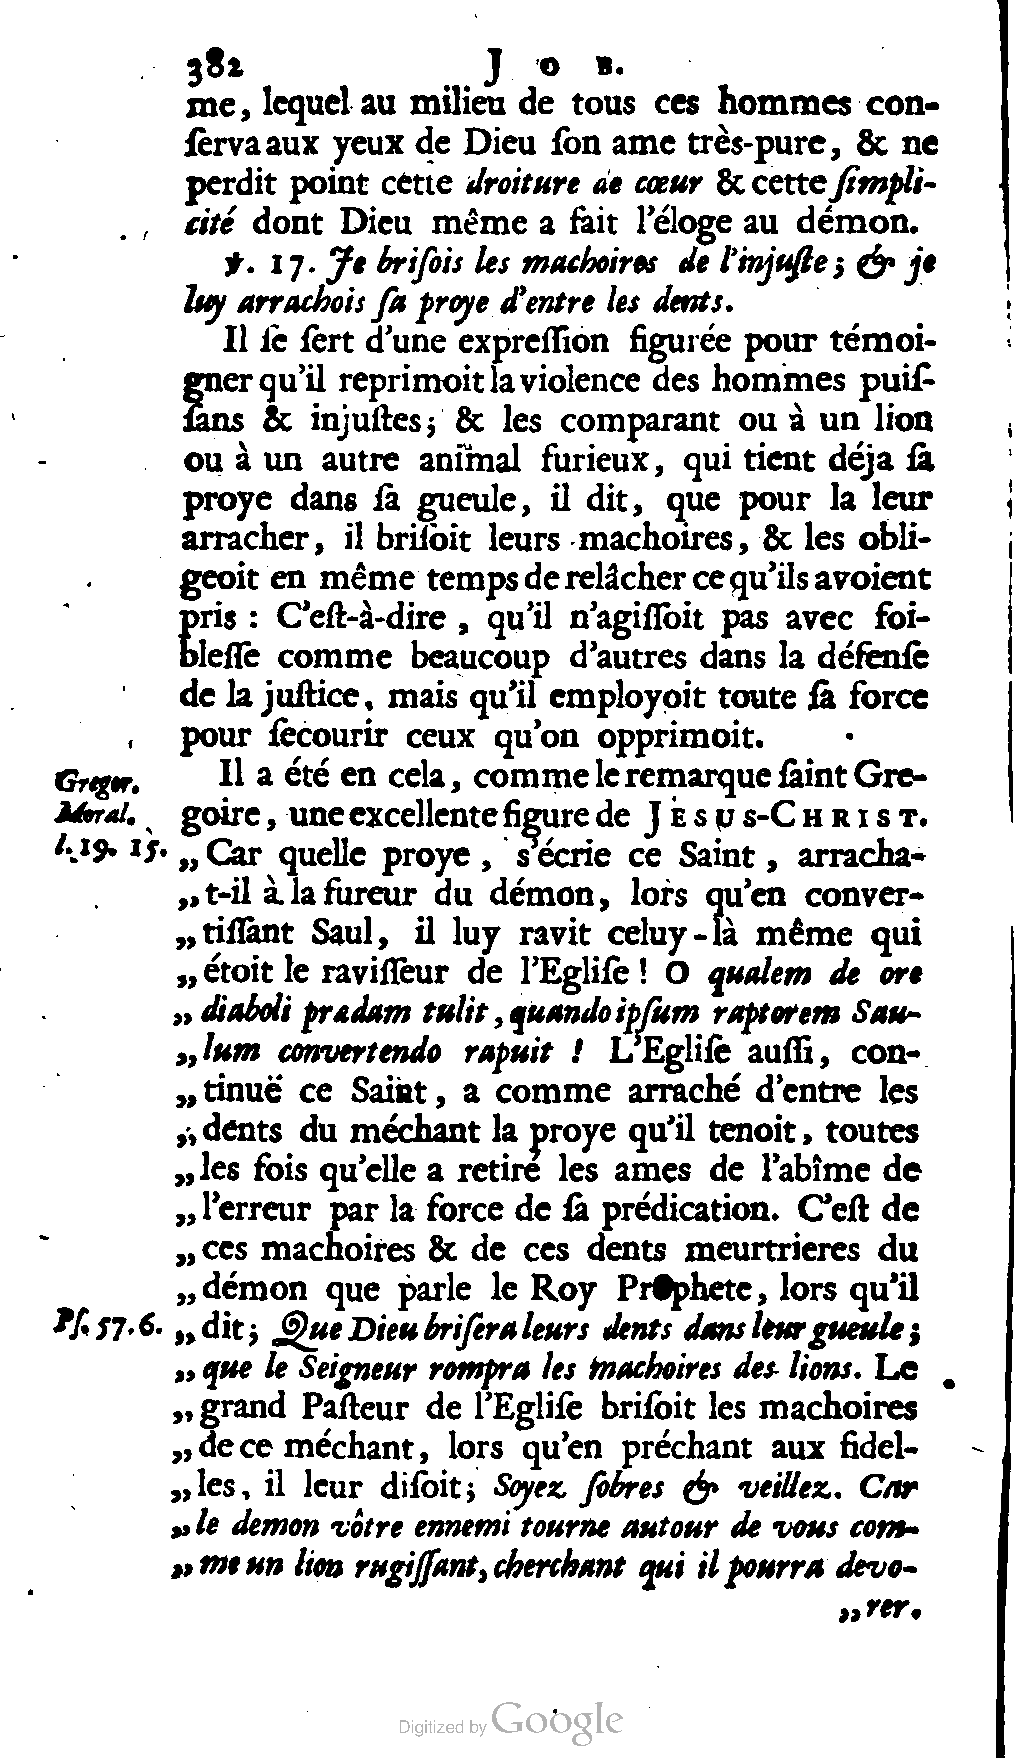 382 J O B.
me, lequel au milieu de tous ces hommes con-
ſerva aux yeux de Dieu ſon ame très-pure, & ne
perdit point cette droiture de cœur & cette ſimpli-
cité dont Dieu même a fait l'éloge au démon.
℣. 17. Je briſois les machoires de l'injuſte; & je
luy arrachois ſa proye d'entre les dents.
Il ſe ſert d'une expreſſion figurée pour témoi-
gner qu'il reprimoit la violence des hommes puiſ-
ſans & injuſtes; & les comparant ou à un lion
ou à un autre animal furieux, qui tient déja ſa
proye dans ſa gueule, il dit, que pour la leur
arracher, il briſoit leurs machoires, & les obli-
geoit en même temps de relâcher ce qu'ils avoient
pris : C'eſt-à-dire, qu'il n'agiſſoit pas avec foi-
bleſſe comme beaucoup d'autres dans la défenſe
de la juſtice, mais qu'il employoit toute ſa force
pour ſecourir ceux qu'on opprimoit.
Gregor. Il a été en cela, comme le remarque ſaint Gre-
Moral. goire, une excellente figure de JESUS-CHRIST.
l. 19. 15. „ Car quelle proye, s'écrie ce Saint, arracha-
„ t-il à la fureur du démon, lors qu'en conver-
„ tiſſant Saul, il luy ravit celuy-là même qui
„ étoit le raviſſeur de l'Egliſe ! O qualem de ore
„ diaboli prædam tulit, quando ipſum raptorem Sau-
„ lum convertendo rapuit ! L'Egliſe auſſi, con-
„ tinuë ce Saint, a comme arraché d'entre les
„ dents du méchant la proye qu'il tenoit, toutes
„ les fois qu'elle a retiré les ames de l'abîme de
„ l'erreur par la force de ſa prédication. C'eſt de
„ ces machoires & de ces dents meurtrieres du
„ démon que parle le Roy Prophete, lors qu'il
Pſ. 57. 6. „ dit; Que Dieu briſera leurs dents dans leur gueule;
„ que le Seigneur rompra les machoires des lions. Le
„ grand Paſteur de l'Egliſe briſoit les machoires
„ de ce méchant, lors qu'en préchant aux fidel-
„ les, il leur diſoit; Soyez ſobres & veillez. Car
„ le demon vôtre ennemi tourne autour de vous com-
„ me un lion rugiſſant, cherchant qui il pourra devo-
„ rer.
Digitized by Google